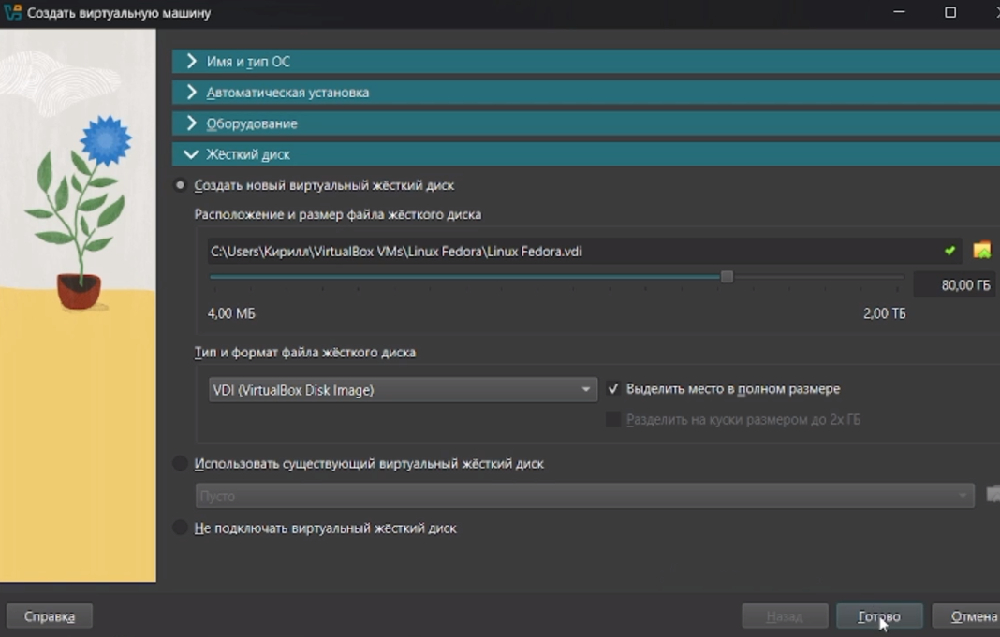 Создать виртуальную машину
Имя и тип ОС
Автоматическая установка
Оборудование
Жёсткий диск
Создать новый виртуальный жёсткий диск
Расположение и размер файла жёсткого диска
C:\Users\Кирилл\VirtualBox VMs\Linux Fedora\Linux Fedora.vdi
80,00 ГБ
4,00 МБ 2,00 ТБ
Тип и формат файла жёсткого диска
VDI (VirtualBox Disk Image) Выделить место в полном размере
Разделить на куски размером до 2х ГБ
Использовать существующий виртуальный жёсткий диск
Пусто
Не подключать виртуальный жёсткий диск
Справка Назад Готово Отмена